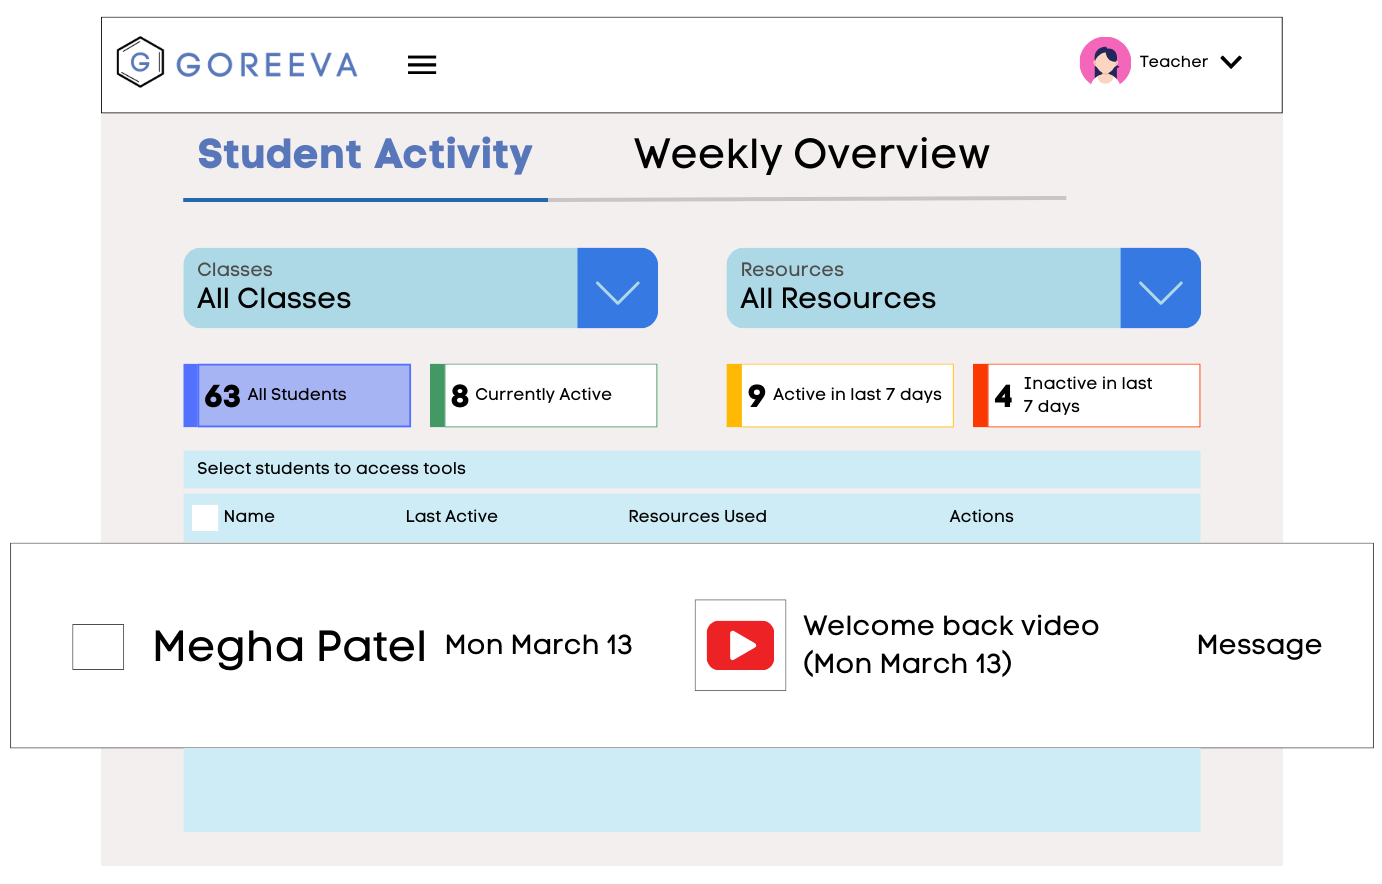 G GOREEVA
Teacher
Student Activity
Weekly Overview
Classes
All Classes
Resources
All Resources
63 All Students
8 Currently Active
9 Active in last 7 days
4 Inactive in last
7 days
Select students to access tools
Name
Last Active
Resources Used
Actions
Megha Patel
Mon March 13
Welcome back video
(Mon March 13)
Message